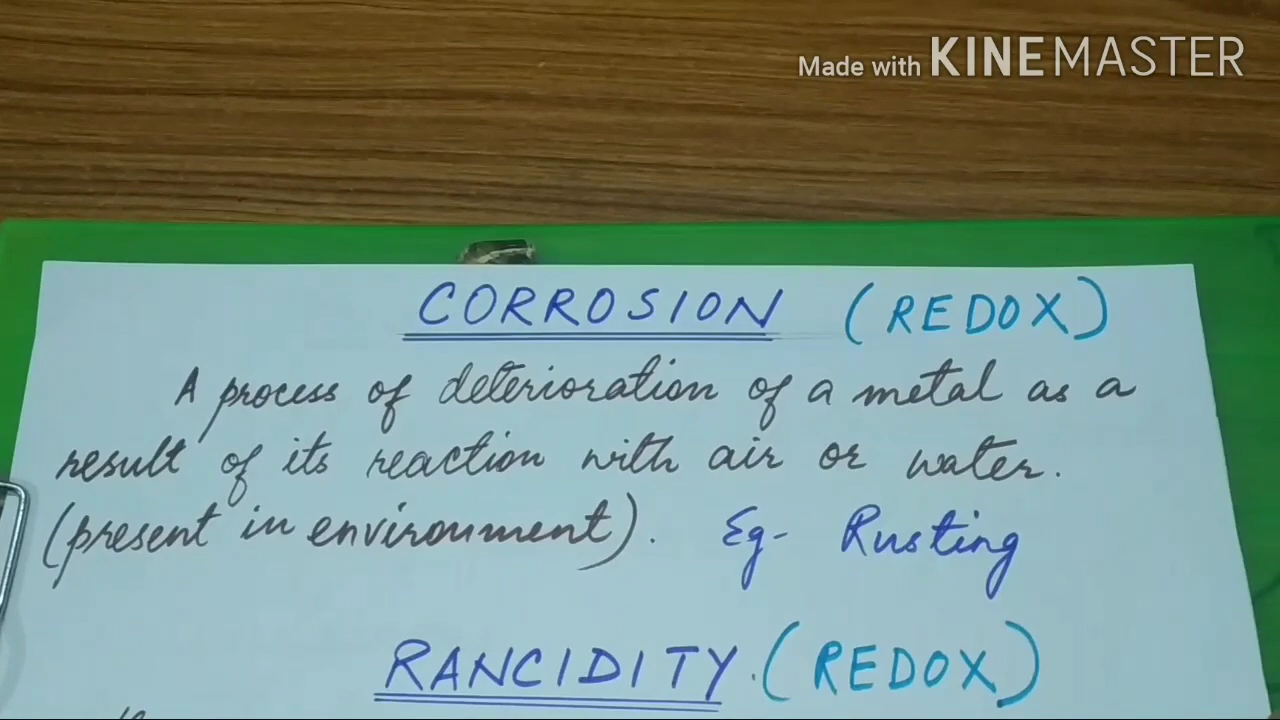 Made with KINEMASTER
CORROSION (REDOX)
A process of deterioration of a metal as a
result of its reaction with air or water.
(present in environment). Eg- Rusting
RANCIDITY. (REDOX)